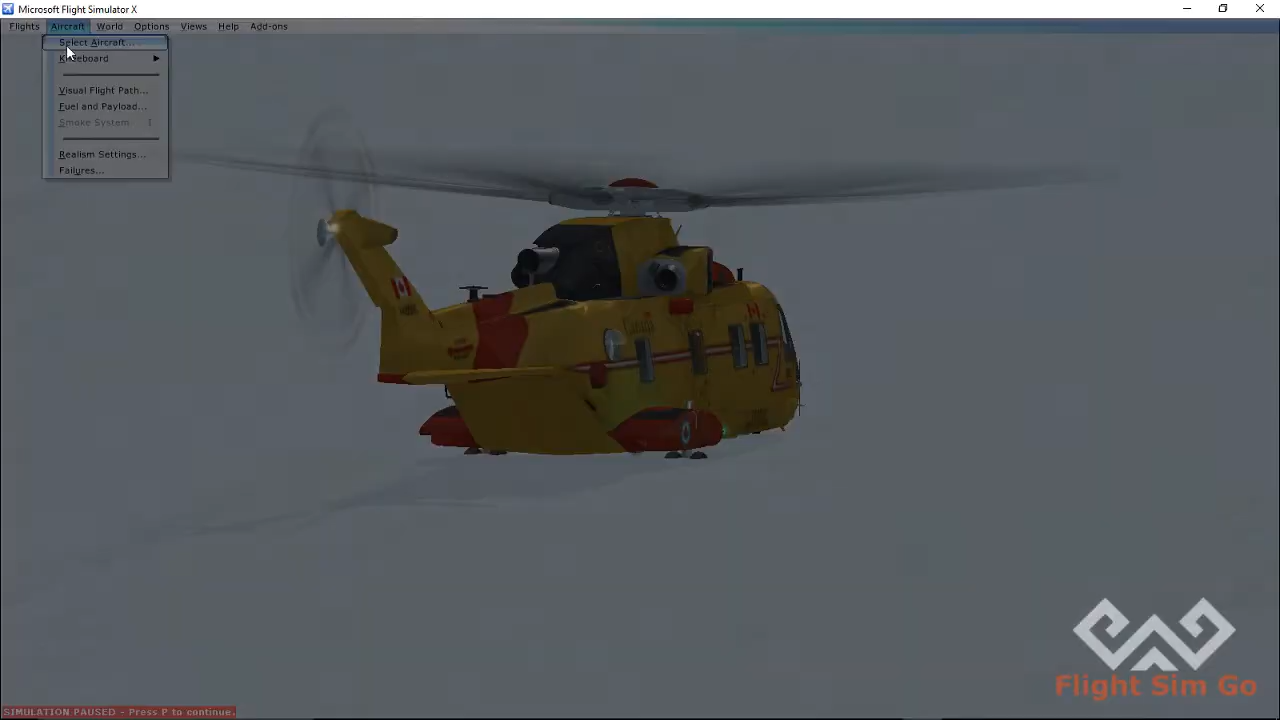 Microsoft Flight Simulator X
Flights Aircraft World Options Views Help Add-ons
Select Aircraft...
Kneeboard
Visual Flight Path...
Fuel and Payload...
Smoke System I
Realism Settings...
Failures...
Canada
Flight Sim Go
SIMULATION PAUSED - Press P to continue.